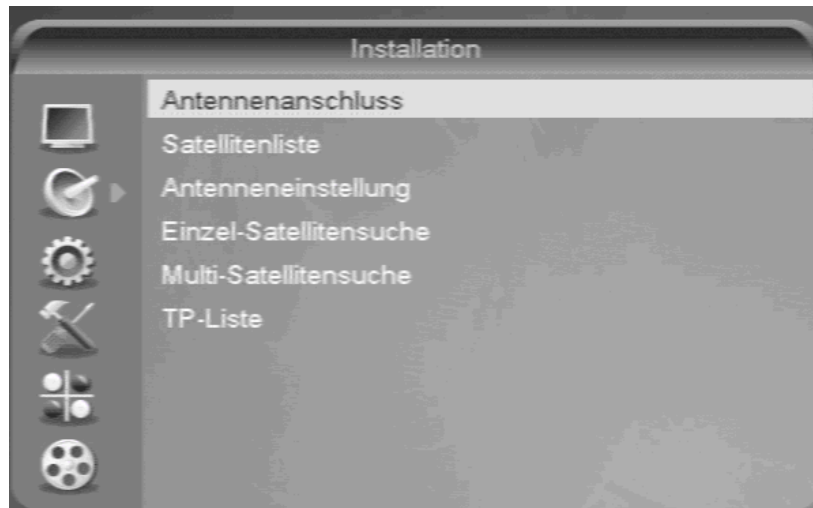 Installation
Antennenanschluss
Satellitenliste
Antenneneinstellung
Einzel-Satellitensuche
Multi-Satellitensuche
TP-Liste